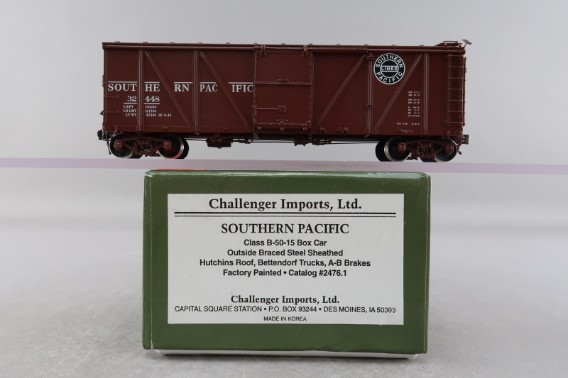 SOUTHERN PACIFIC
32448
SOUTHERN
LINES
PACIFIC
Challenger Imports, Ltd.
SOUTHERN PACIFIC
Class B-50-15 Box Car
Outside Braced Steel Sheathed
Hutchins Roof, Bettendorf Trucks, A-B Brakes
Factory Painted • Catalog #2476.1
Challenger Imports, Ltd.
CAPITAL SQUARE STATION • P.O. BOX 93244 • DES MOINES, IA 50393
MADE IN KOREA